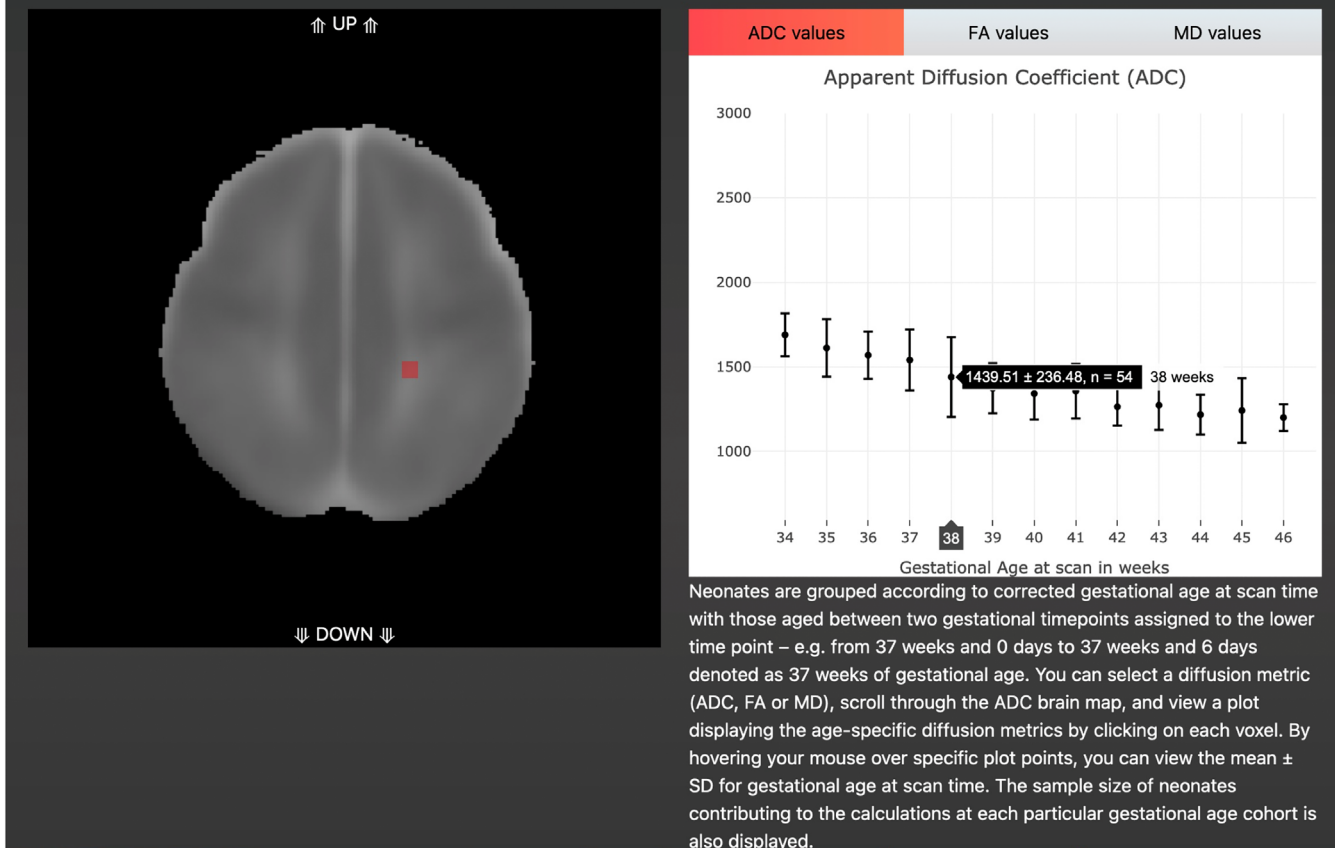 ⤊ UP ⤊
⤋ DOWN ⤋
ADC values FA values MD values
Apparent Diffusion Coefficient (ADC)
3000
2500
2000
1500
1000
1439.51 ± 236.48, n = 54 38 weeks
34 35 36 37 38 39 40 41 42 43 44 45 46
Gestational Age at scan in weeks
Neonates are grouped according to corrected gestational age at scan time
with those aged between two gestational timepoints assigned to the lower
time point – e.g. from 37 weeks and 0 days to 37 weeks and 6 days
denoted as 37 weeks of gestational age. You can select a diffusion metric
(ADC, FA or MD), scroll through the ADC brain map, and view a plot
displaying the age-specific diffusion metrics by clicking on each voxel. By
hovering your mouse over specific plot points, you can view the mean ±
SD for gestational age at scan time. The sample size of neonates
contributing to the calculations at each particular gestational age cohort is
also displayed.